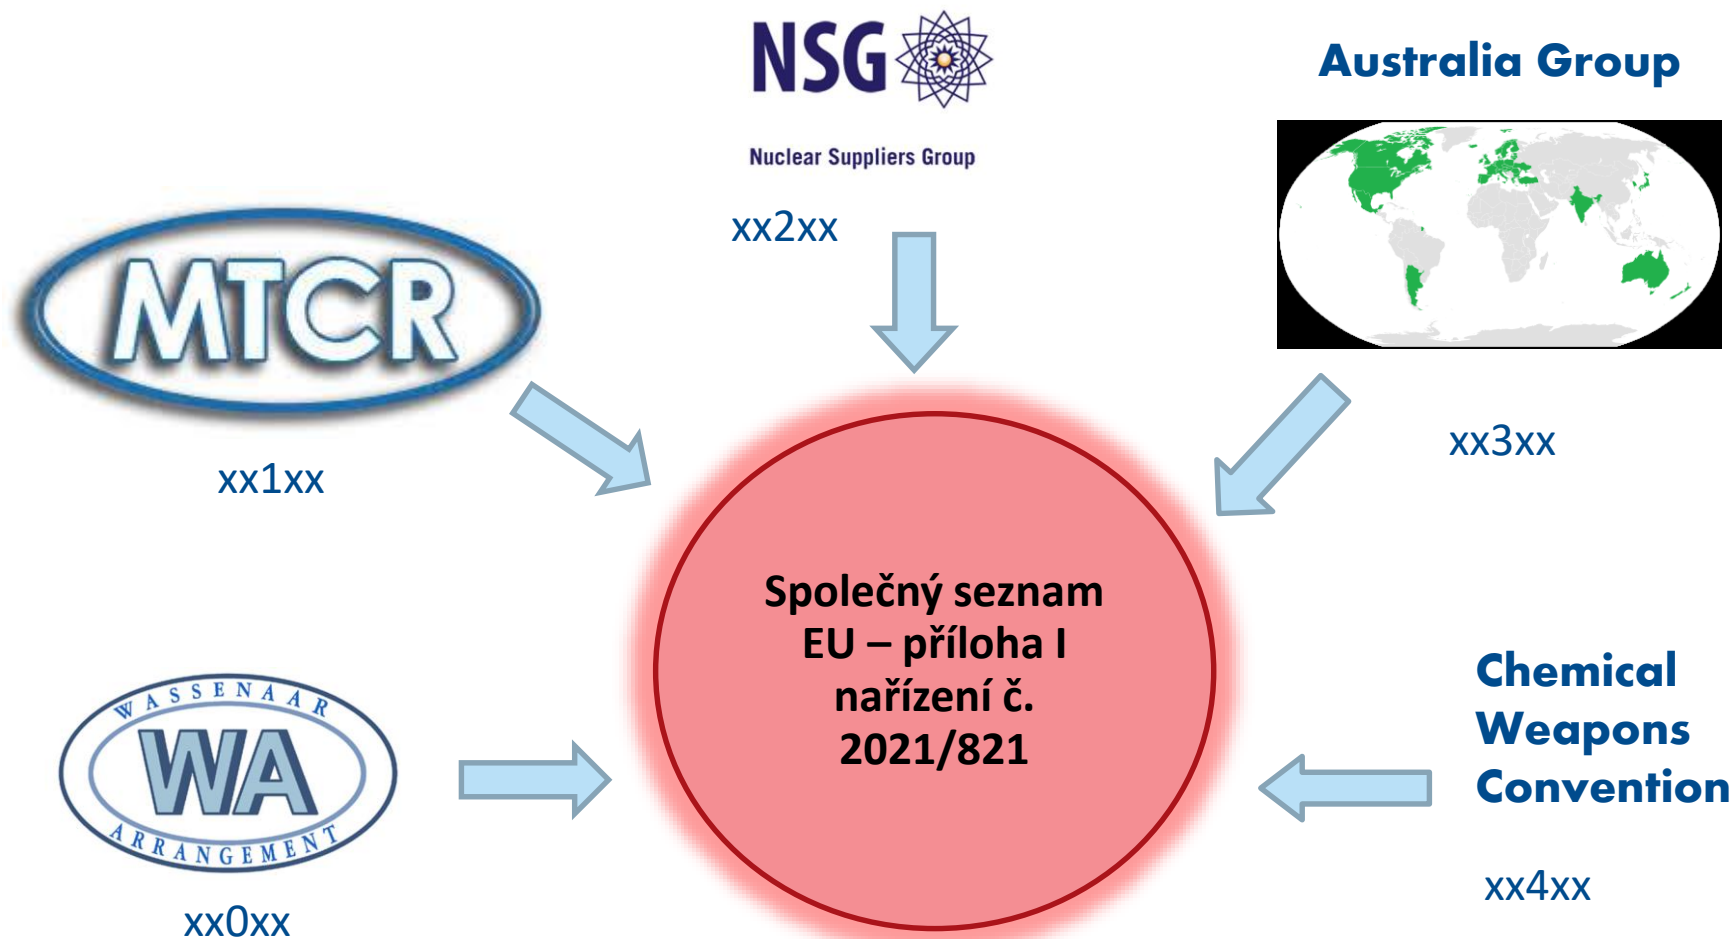 NSG
Nuclear Suppliers Group
xx2xx
Australia Group
xx3xx
MTCR
xx1xx
Společný seznam
EU – příloha I
nařízení č.
2021/821
WASSENAAR
WA
ARRANGEMENT
xx0xx
Chemical
Weapons
Convention
xx4xx